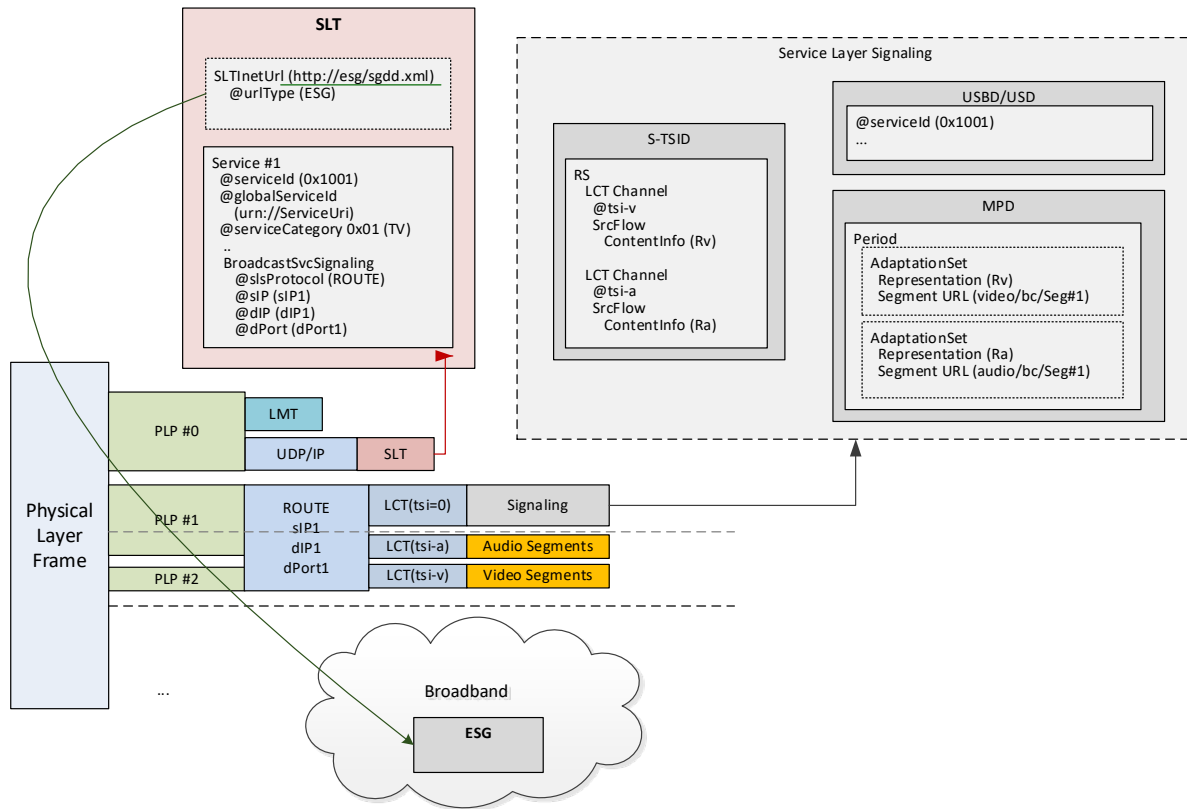 SLT
SLTInetUrl (http://esg/sgdd.xml)
@urlType (ESG)
Service #1
@serviceId (0x1001)
@globalServiceId
(urn://ServiceUri)
@serviceCategory 0x01 (TV)
..
BroadcastSvcSignaling
@slsProtocol (ROUTE)
@sIP (sIP1)
@dIP (dIP1)
@dPort (dPort1)
Service Layer Signaling
S-TSID
RS
LCT Channel
@tsi-v
SrcFlow
ContentInfo (Rv)
LCT Channel
@tsi-a
SrcFlow
ContentInfo (Ra)
USBD/USD
@serviceId (0x1001)
...
MPD
Period
AdaptationSet
Representation (Rv)
Segment URL (video/bc/Seg#1)
AdaptationSet
Representation (Ra)
Segment URL (audio/bc/Seg#1)
Physical
Layer
Frame
PLP #0
LMT
UDP/IP
SLT
PLP #1
PLP #2
ROUTE
sIP1
dIP1
dPort1
LCT(tsi=0)
Signaling
LCT(tsi-a)
Audio Segments
LCT(tsi-v)
Video Segments
...
Broadband
ESG